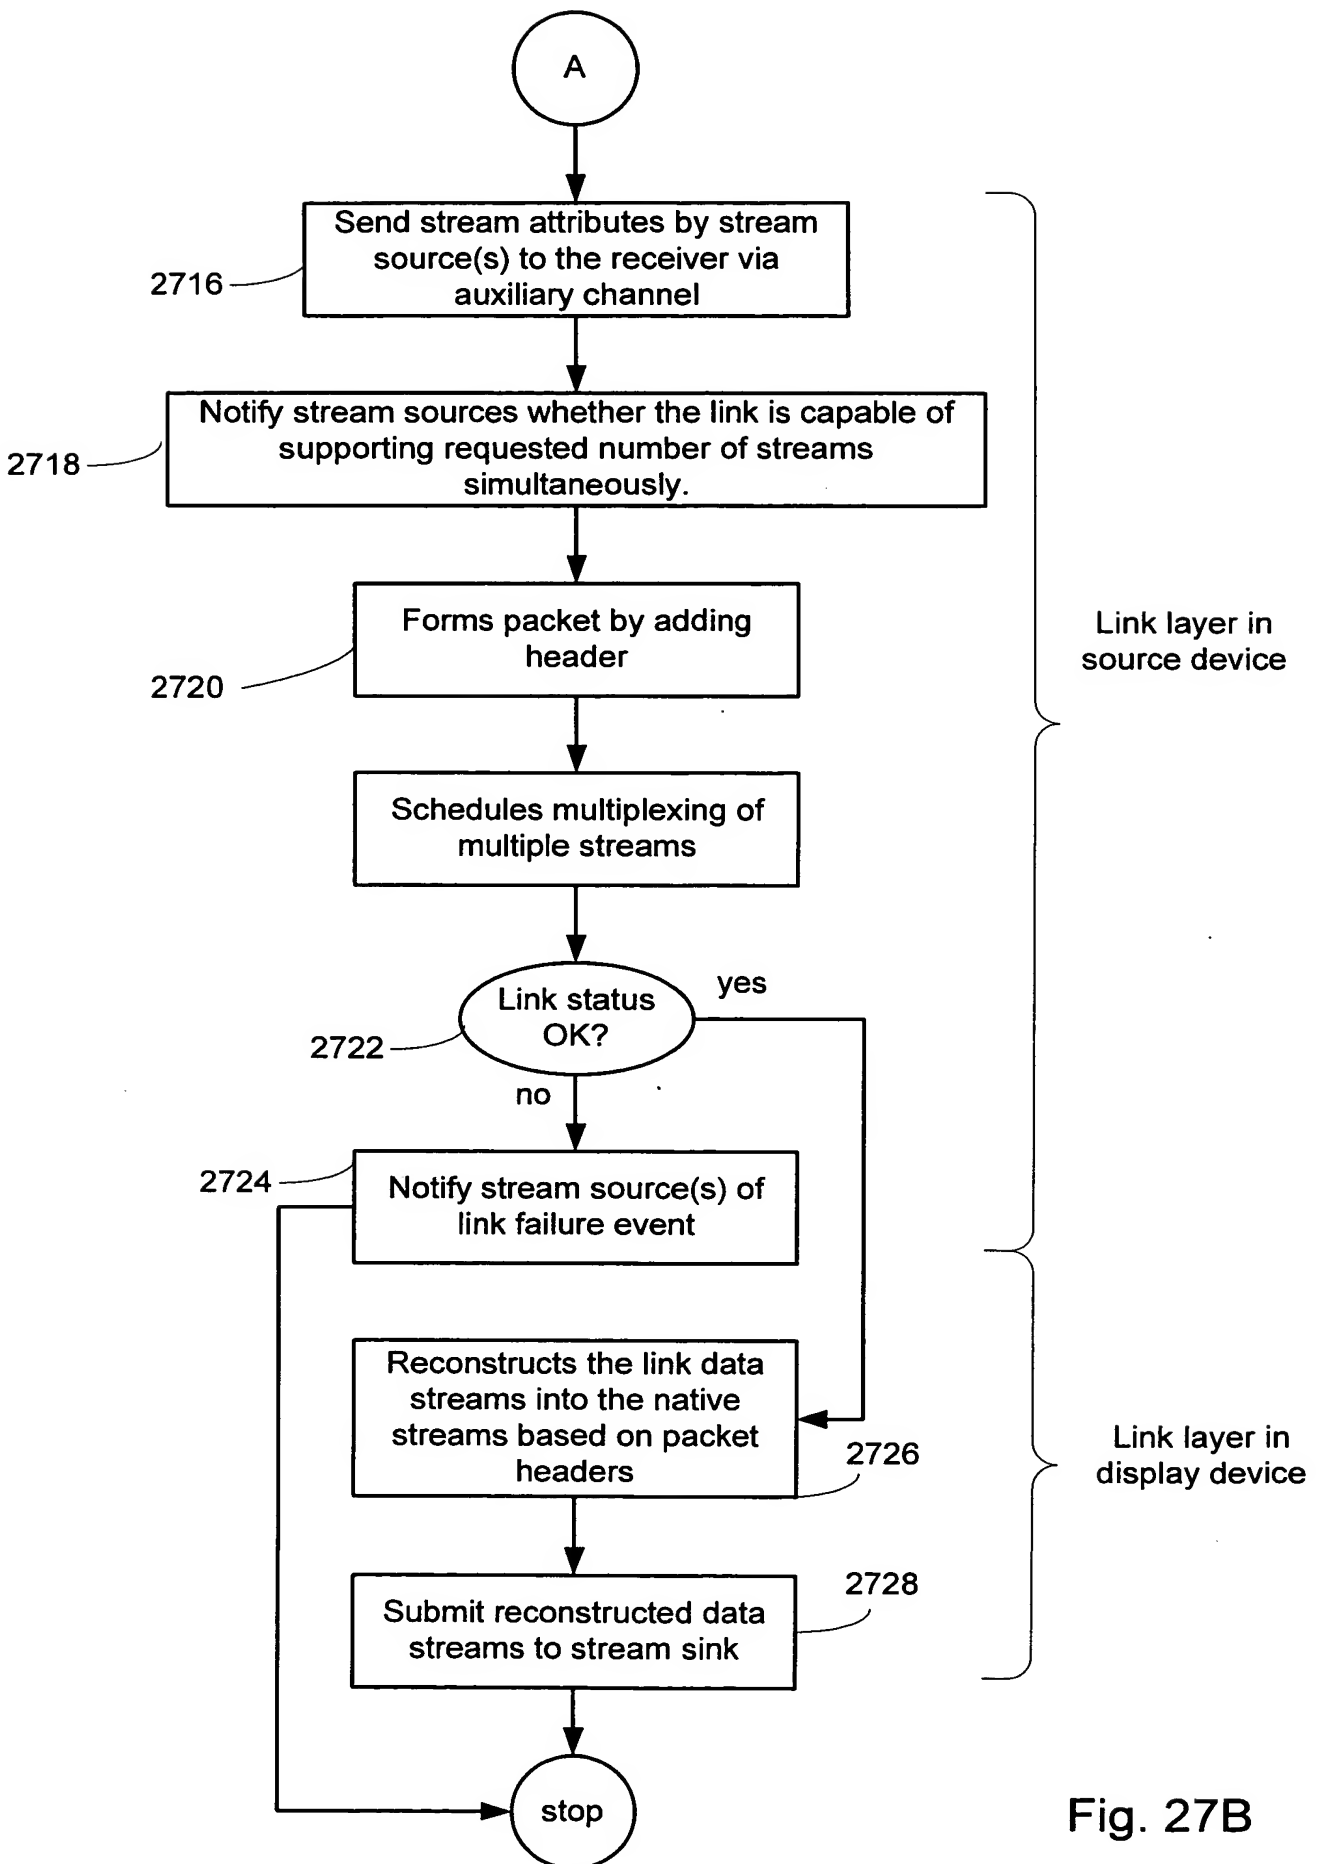 A
Send stream attributes by stream
source(s) to the receiver via
auxiliary channel
2716
Notify stream sources whether the link is capable of
supporting requested number of streams
simultaneously.
2718
Forms packet by adding
header
2720
Link layer in
source device
Schedules multiplexing of
multiple streams
Link status
OK?
yes
2722
no
2724
Notify stream source(s) of
link failure event
Reconstructs the link data
streams into the native
streams based on packet
headers
2726
Link layer in
display device
2728
Submit reconstructed data
streams to stream sink
stop
Fig. 27B